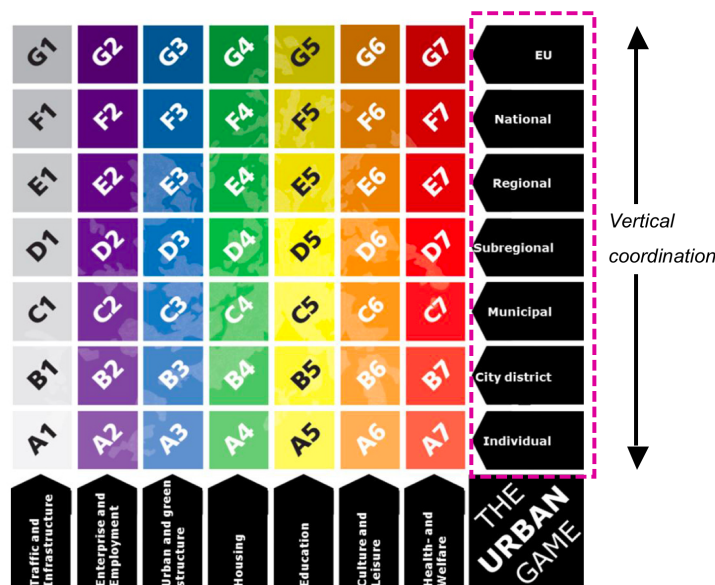 G1 G2 G3 G4 G5 G6 G7 EU
F1 F2 F3 F4 F5 F6 F7 National
E1 E2 E3 E4 E5 E6 E7 Regional
D1 D2 D3 D4 D5 D6 D7 Subregional
C1 C2 C3 C4 C5 C6 C7 Municipal
B1 B2 B3 B4 B5 B6 B7 City district
A1 A2 A3 A4 A5 A6 A7 Individual
Vertical
coordination
Traffic and
Infrastructure
Enterprise and
Employment
Urban and green
structure
Housing
Education
Culture and
Leisure
Health- and
Welfare
THE
URBAN
GAME